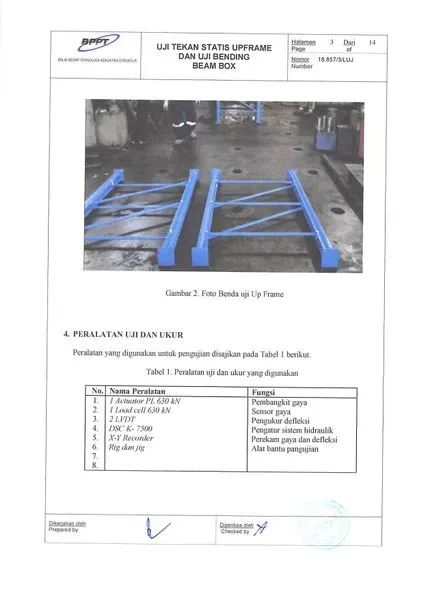 BPPT
BALAI BESAR TEKNOLOGI KEKUATAN STRUKTUR
UJI TEKAN STATIS UPFRAME
DAN UJI BENDING
BEAM BOX
Halaman 3 Dari 14
Page of
Nomor 18.857/3/LUJ
Number
Gambar 2. Foto Benda uji Up Frame
4. PERALATAN UJI DAN UKUR
Peralatan yang digunakan untuk pengujian disajikan pada Tabel 1 berikut.
Tabel 1. Peralatan uji dan ukur yang digunakan
No. Nama Peralatan Fungsi
1. 1 Actuator PL 630 kN Pembangkit gaya
2. 1 Load cell 630 kN Sensor gaya
3. 2 LVDT Pengukur defleksi
4. DSC K- 7500 Pengatur sistem hidraulik
5. X-Y Recorder Perekam gaya dan defleksi
6. Rig dan jig Alat bantu pangujian
7.
8.
Dikerjakan oleh
Prepared by
Diperiksa oleh
Checked by